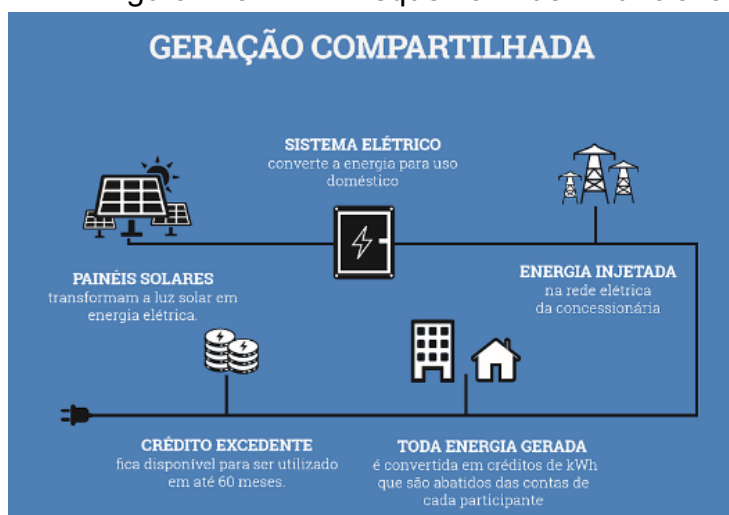 GERAÇÃO COMPARTILHADA
SISTEMA ELÉTRICO
converte a energia para uso
doméstico
PAINÉIS SOLARES
transformam a luz solar em
energia elétrica.
ENERGIA INJETADA
na rede elétrica
da concessionária
CRÉDITO EXCEDENTE
fica disponível para ser utilizado
em até 60 meses.
TODA ENERGIA GERADA
é convertida em créditos de kWh
que são abatidos das contas de
cada participante